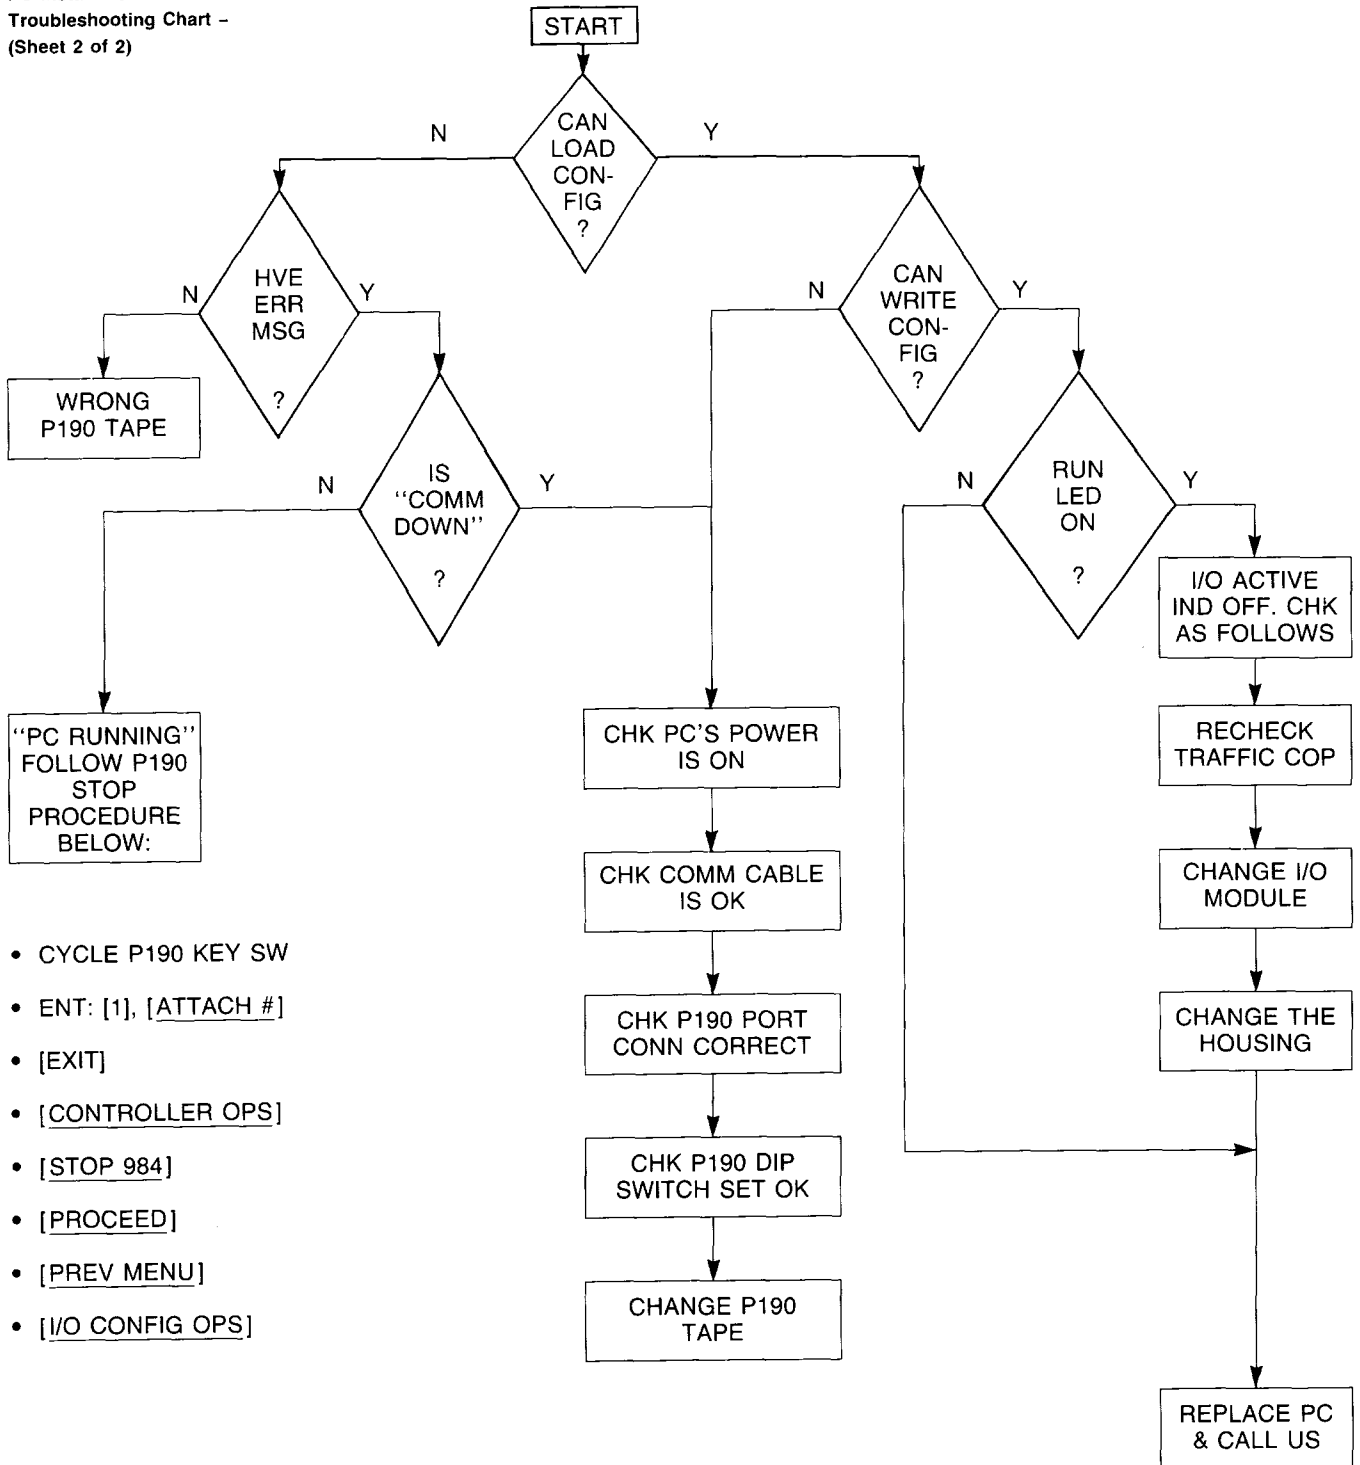 Troubleshooting Chart –
(Sheet 2 of 2)
START
CAN
LOAD
CON-
FIG
?
N
Y
HVE
ERR
MSG
?
N
Y
CAN
WRITE
CON-
FIG
?
N
Y
WRONG
P190 TAPE
IS
"COMM
DOWN"
?
N
Y
RUN
LED
ON
?
N
Y
I/O ACTIVE
IND OFF. CHK
AS FOLLOWS
"PC RUNNING"
FOLLOW P190
STOP
PROCEDURE
BELOW:
CHK PC'S POWER
IS ON
RECHECK
TRAFFIC COP
CHK COMM CABLE
IS OK
CHANGE I/O
MODULE
• CYCLE P190 KEY SW
• ENT: [1], [ATTACH #]
• [EXIT]
• [CONTROLLER OPS]
• [STOP 984]
• [PROCEED]
• [PREV MENU]
• [I/O CONFIG OPS]
CHK P190 PORT
CONN CORRECT
CHANGE THE
HOUSING
CHK P190 DIP
SWITCH SET OK
CHANGE P190
TAPE
REPLACE PC
& CALL US